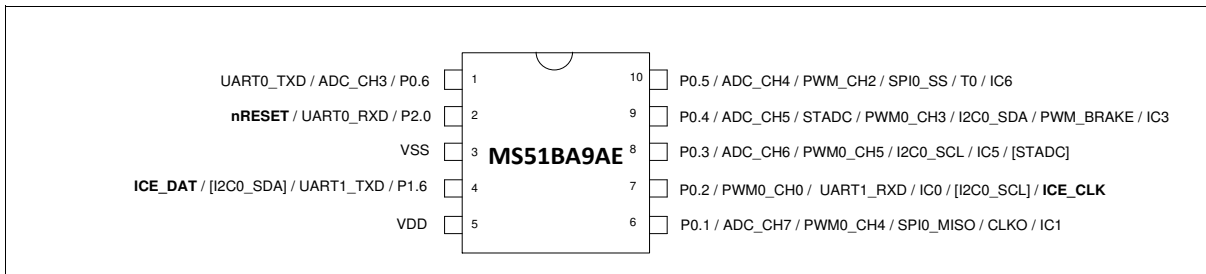 UART0_TXD / ADC_CH3 / P0.6
1
10
P0.5 / ADC_CH4 / PWM_CH2 / SPI0_SS / T0 / IC6
nRESET / UART0_RXD / P2.0
2
9
P0.4 / ADC_CH5 / STADC / PWM0_CH3 / I2C0_SDA / PWM_BRAKE / IC3
VSS
3
MS51BA9AE
8
P0.3 / ADC_CH6 / PWM0_CH5 / I2C0_SCL / IC5 / [STADC]
ICE_DAT / [I2C0_SDA] / UART1_TXD / P1.6
4
7
P0.2 / PWM0_CH0 / UART1_RXD / IC0 / [I2C0_SCL] / ICE_CLK
VDD
5
6
P0.1 / ADC_CH7 / PWM0_CH4 / SPI0_MISO / CLKO / IC1